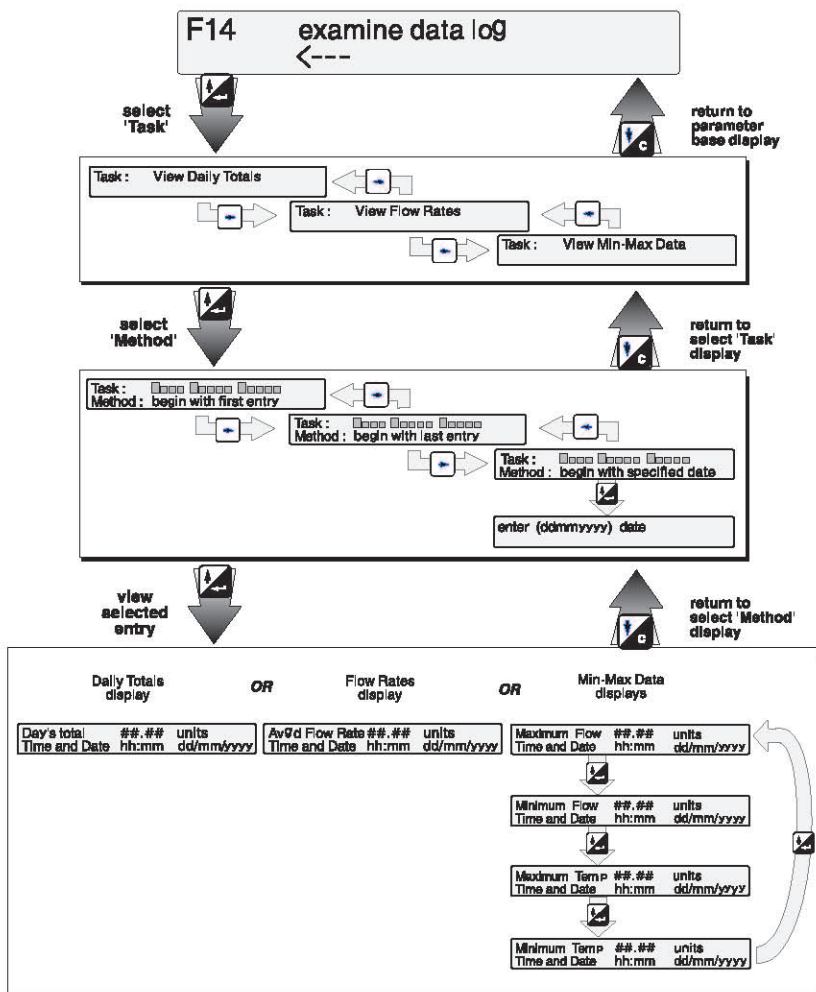 F14 examine data log
<---
select
'Task'
return to
parameter
base display
Task : View Daily Totals
Task : View Flow Rates
Task : View Min-Max Data
select
'Method'
return to
select 'Task'
display
Task :
Method : begin with first entry
Task :
Method : begin with last entry
Task :
Method : begin with specified date
enter (ddmmyyyy) date
view
selected
entry
return to
select 'Method'
display
Daily Totals
display
OR
Flow Rates
display
OR
Min-Max Data
displays
Day's total ##.## units
Time and Date hh:mm dd/mm/yyyy
Avgd Flow Rate ##.## units
Time and Date hh:mm dd/mm/yyyy
Maximum Flow ##.## units
Time and Date hh:mm dd/mm/yyyy
Minimum Flow ##.## units
Time and Date hh:mm dd/mm/yyyy
Maximum Temp ##.## units
Time and Date hh:mm dd/mm/yyyy
Minimum Temp ##.## units
Time and Date hh:mm dd/mm/yyyy
C
C
C